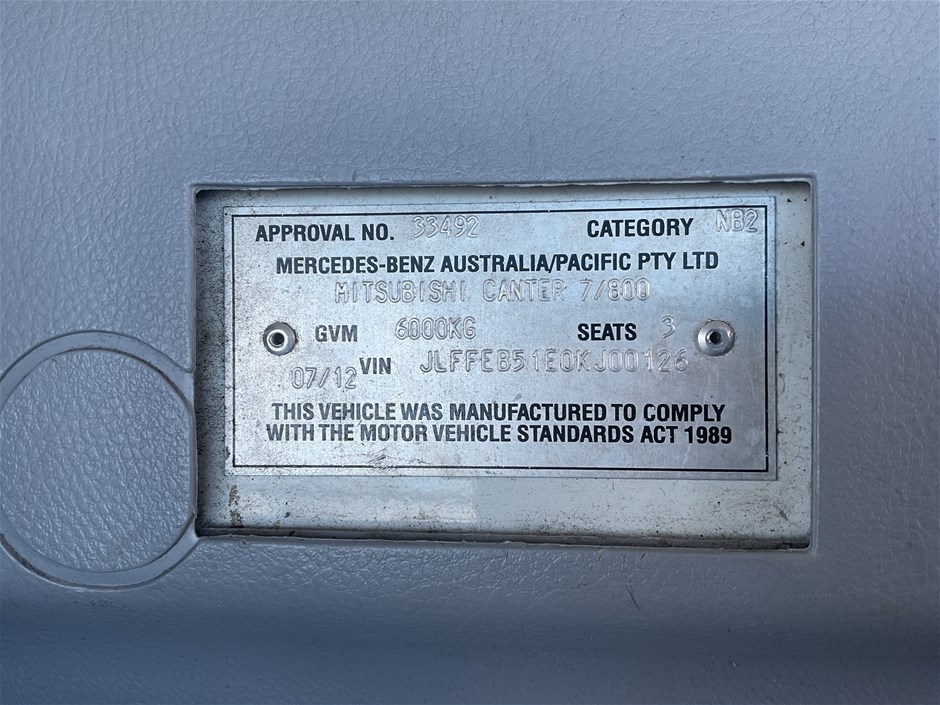 APPROVAL NO. 33492 CATEGORY NB2
MERCEDES-BENZ AUSTRALIA/PACIFIC PTY LTD
MITSUBISHI CANTER 7/800
GVM 6000KG SEATS 3
07/12 VIN JLFFEB51E0KJ00126
THIS VEHICLE WAS MANUFACTURED TO COMPLY
WITH THE MOTOR VEHICLE STANDARDS ACT 1989